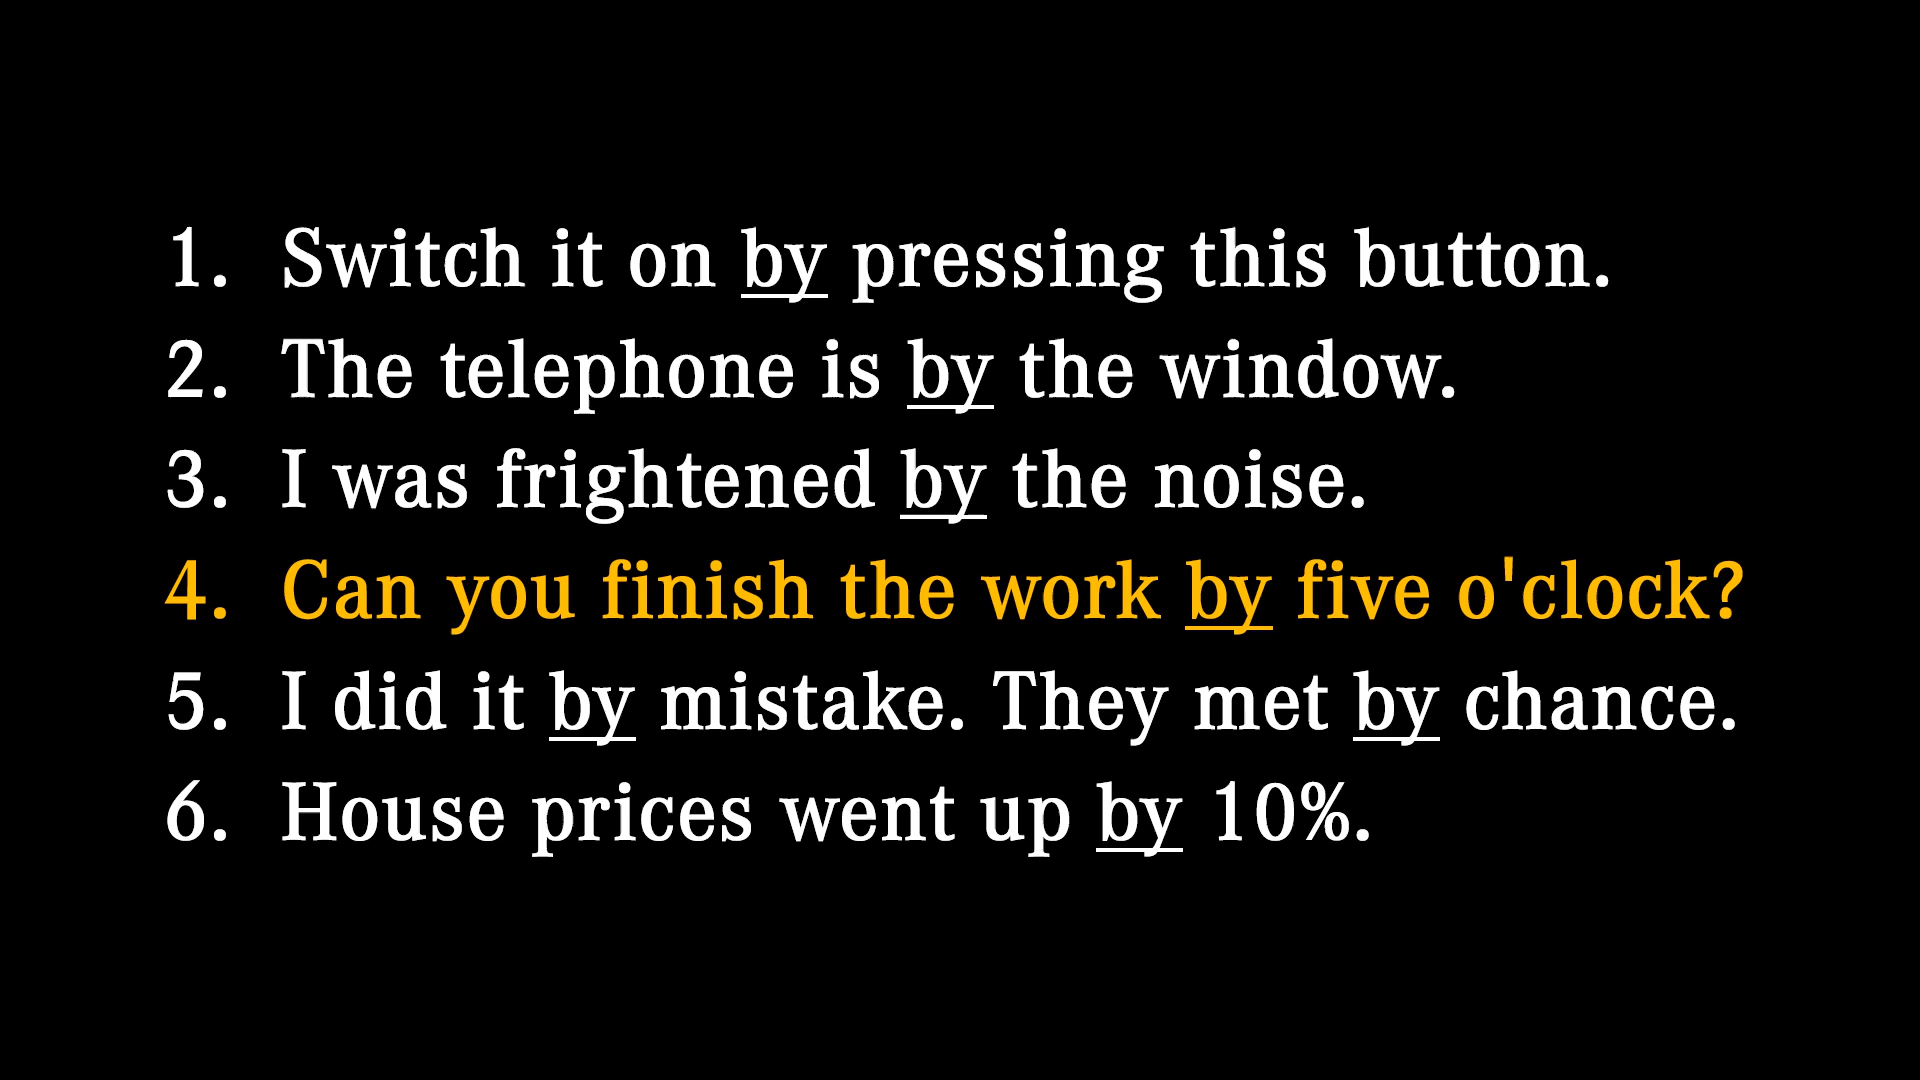 1. Switch it on by pressing this button.
2. The telephone is by the window.
3. I was frightened by the noise.
4. Can you finish the work by five o'clock?
5. I did it by mistake. They met by chance.
6. House prices went up by 10%.